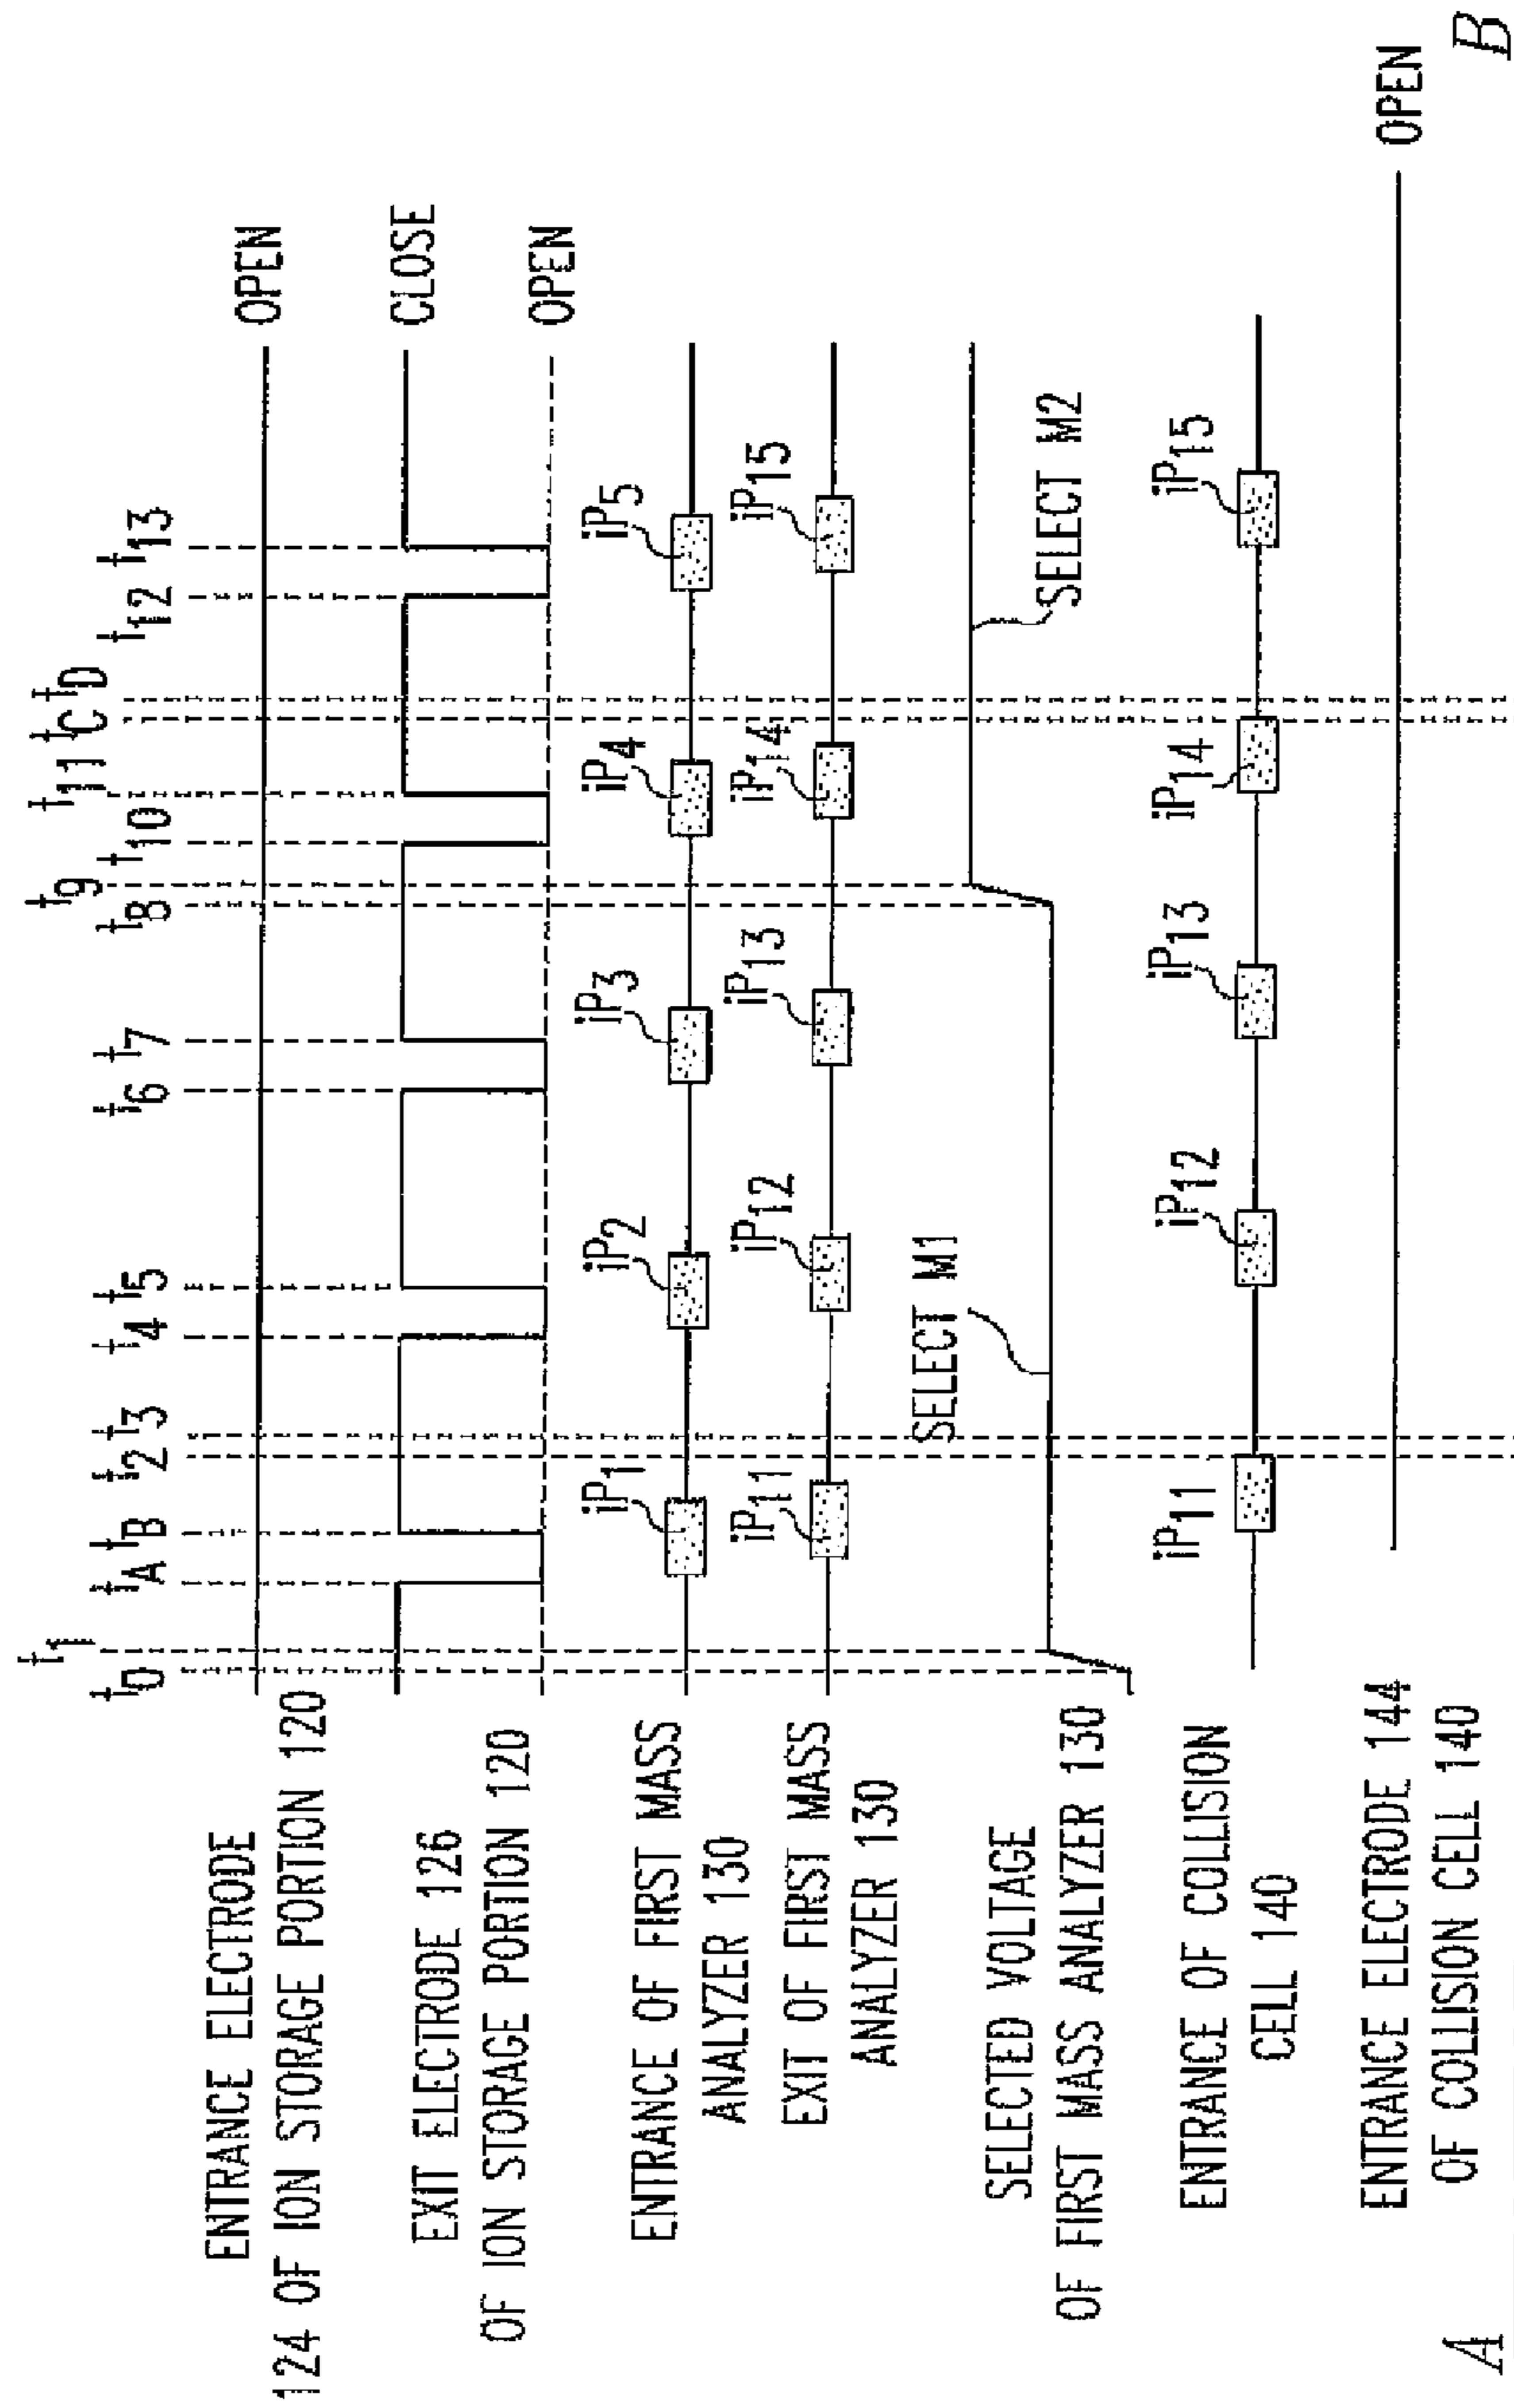 t0 t1 tA tB t2 t3 t4 t5 t6 t7 t8 t9 t10 t11 tC tD t12 t13
ENTRANCE ELECTRODE
124 OF ION STORAGE PORTION 120
OPEN
EXIT ELECTRODE 126
OF ION STORAGE PORTION 120
CLOSE
OPEN
ENTRANCE OF FIRST MASS
ANALYZER 130
iP1 iP2 iP3 iP4 iP5
EXIT OF FIRST MASS
ANALYZER 130
iP11 iP12 iP13 iP14 iP15
SELECTED VOLTAGE
OF FIRST MASS ANALYZER 130
SELECT M1
SELECT M2
ENTRANCE OF COLLISION
CELL 140
iP11 iP12 iP13 iP14 iP15
ENTRANCE ELECTRODE 144
OF COLLISION CELL 140
OPEN
A
B